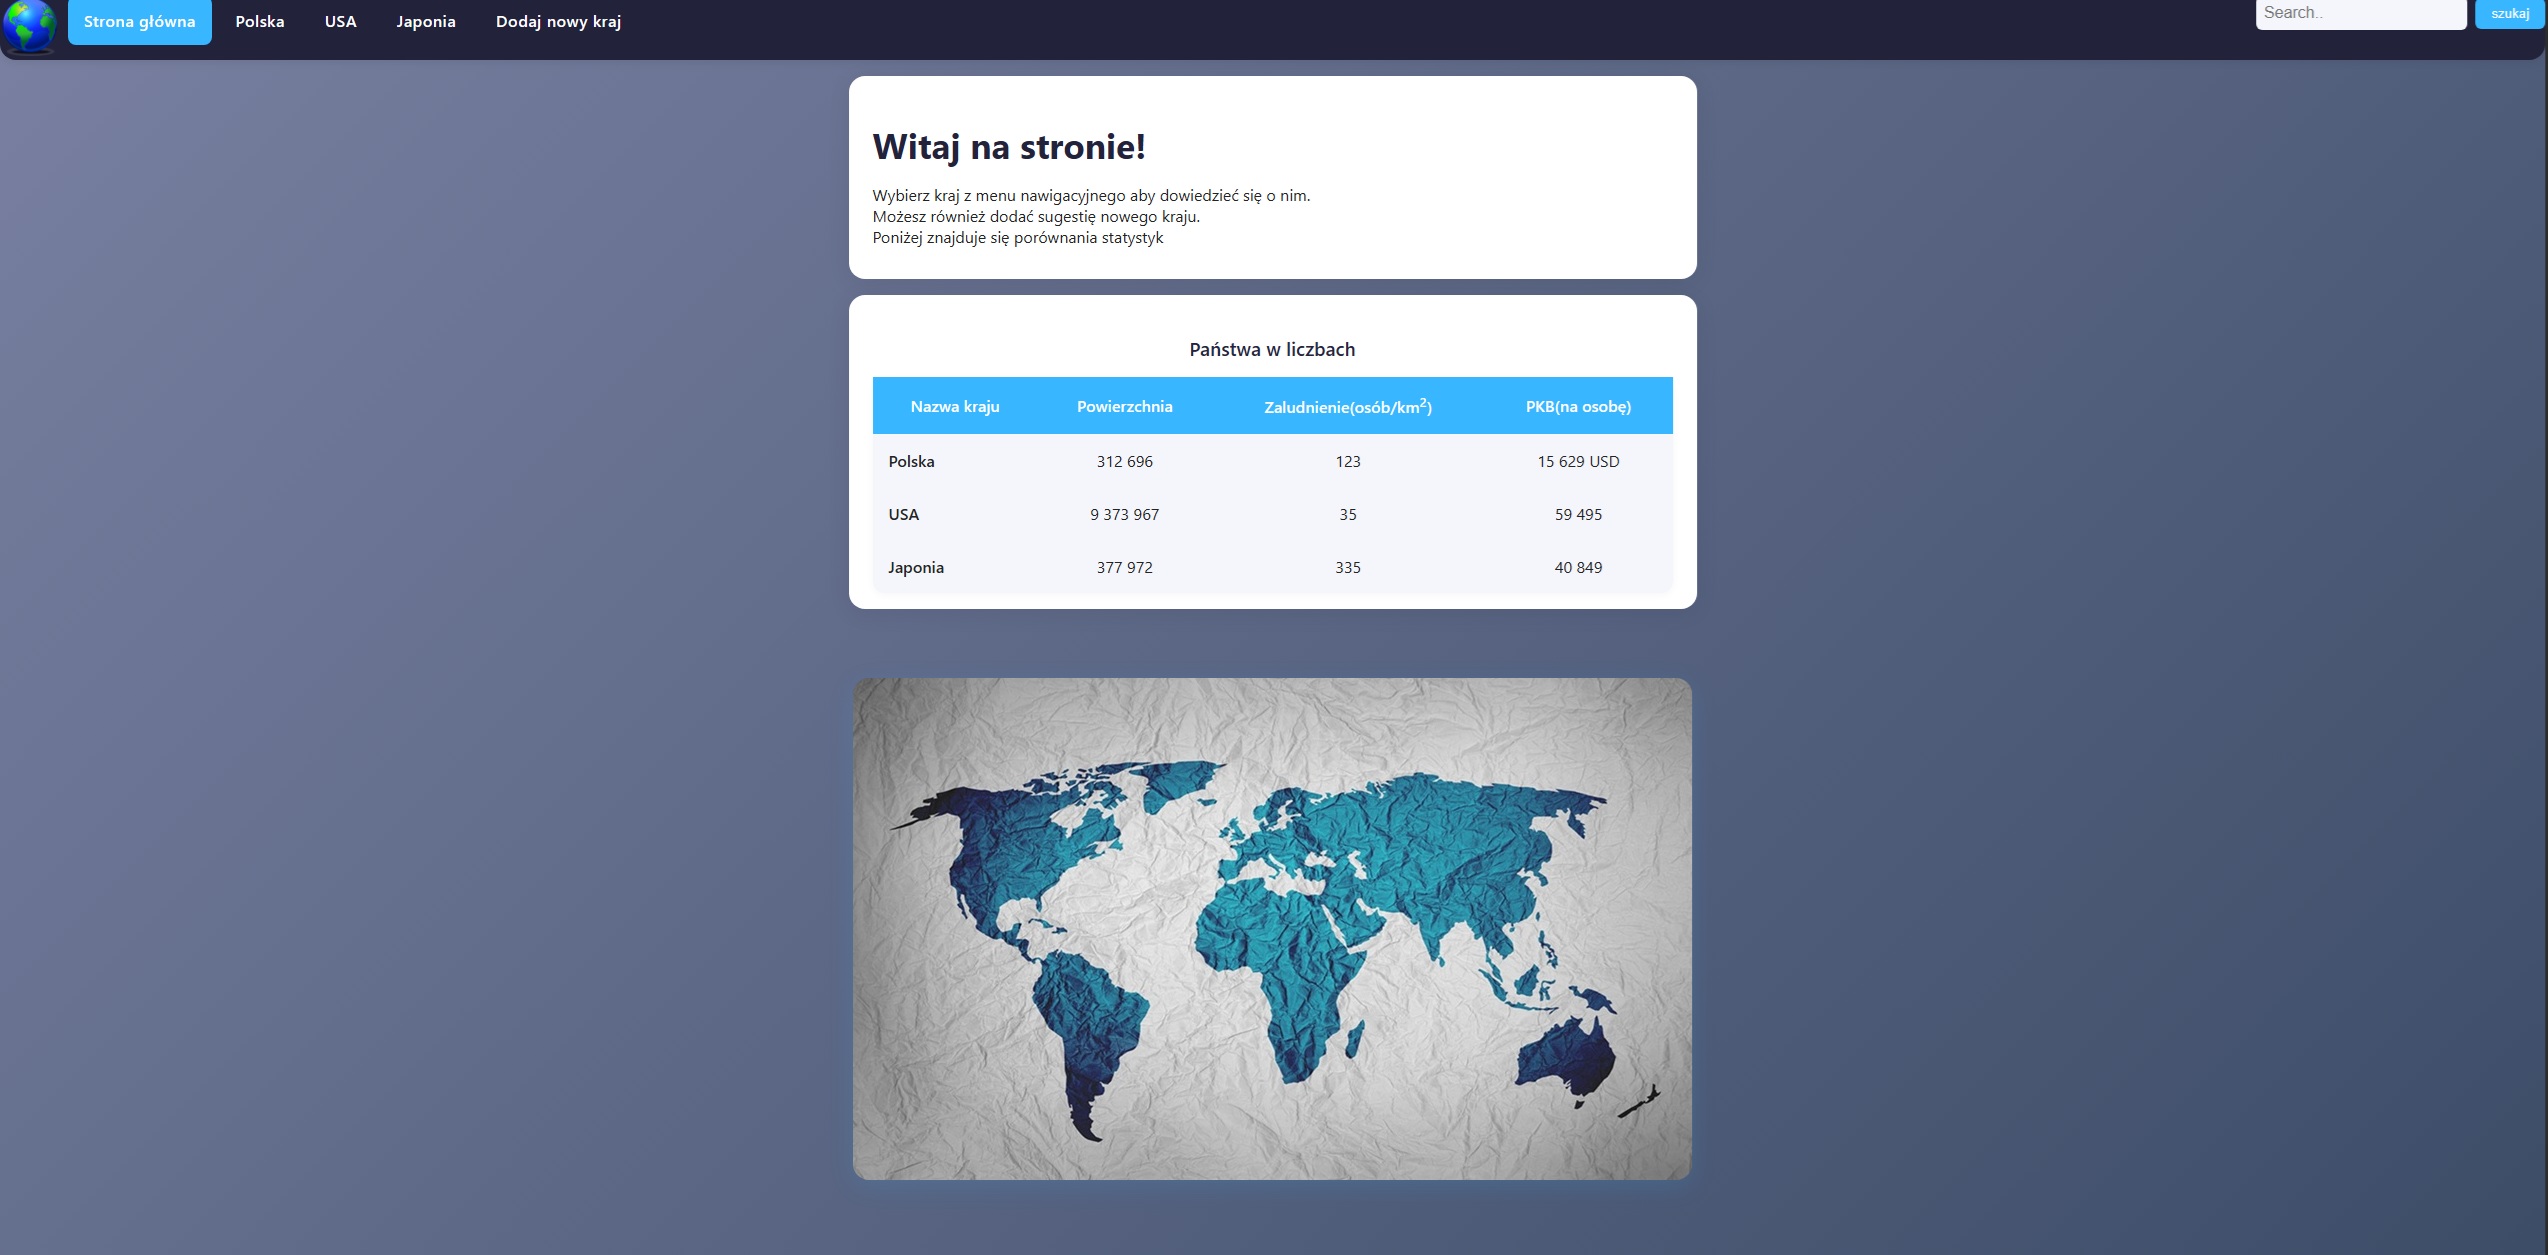 Strona główna Polska USA Japonia Dodaj nowy kraj Search.. szukaj
Witaj na stronie!
Wybierz kraj z menu nawigacyjnego aby dowiedzieć się o nim.
Możesz również dodać sugestię nowego kraju.
Poniżej znajduje się porównania statystyk
Państwa w liczbach
Nazwa kraju Powierzchnia Zaludnienie(osób/km²) PKB(na osobę)
Polska 312 696 123 15 629 USD
USA 9 373 967 35 59 495
Japonia 377 972 335 40 849